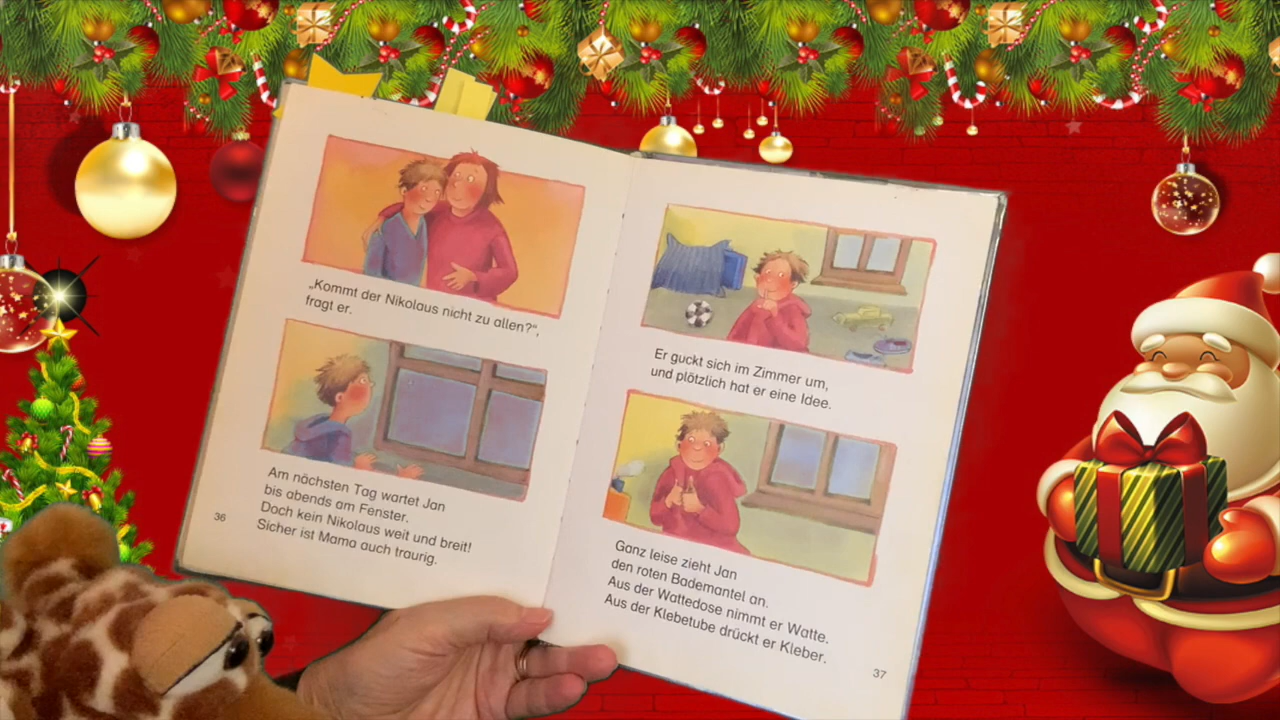 „Kommt der Nikolaus nicht zu allen?“,
fragt er.
Am nächsten Tag wartet Jan
bis abends am Fenster.
Doch kein Nikolaus weit und breit!
Sicher ist Mama auch traurig.
36
Er guckt sich im Zimmer um,
und plötzlich hat er eine Idee.
Ganz leise zieht Jan
den roten Bademantel an.
Aus der Wattedose nimmt er Watte.
Aus der Klebetube drückt er Kleber.
37